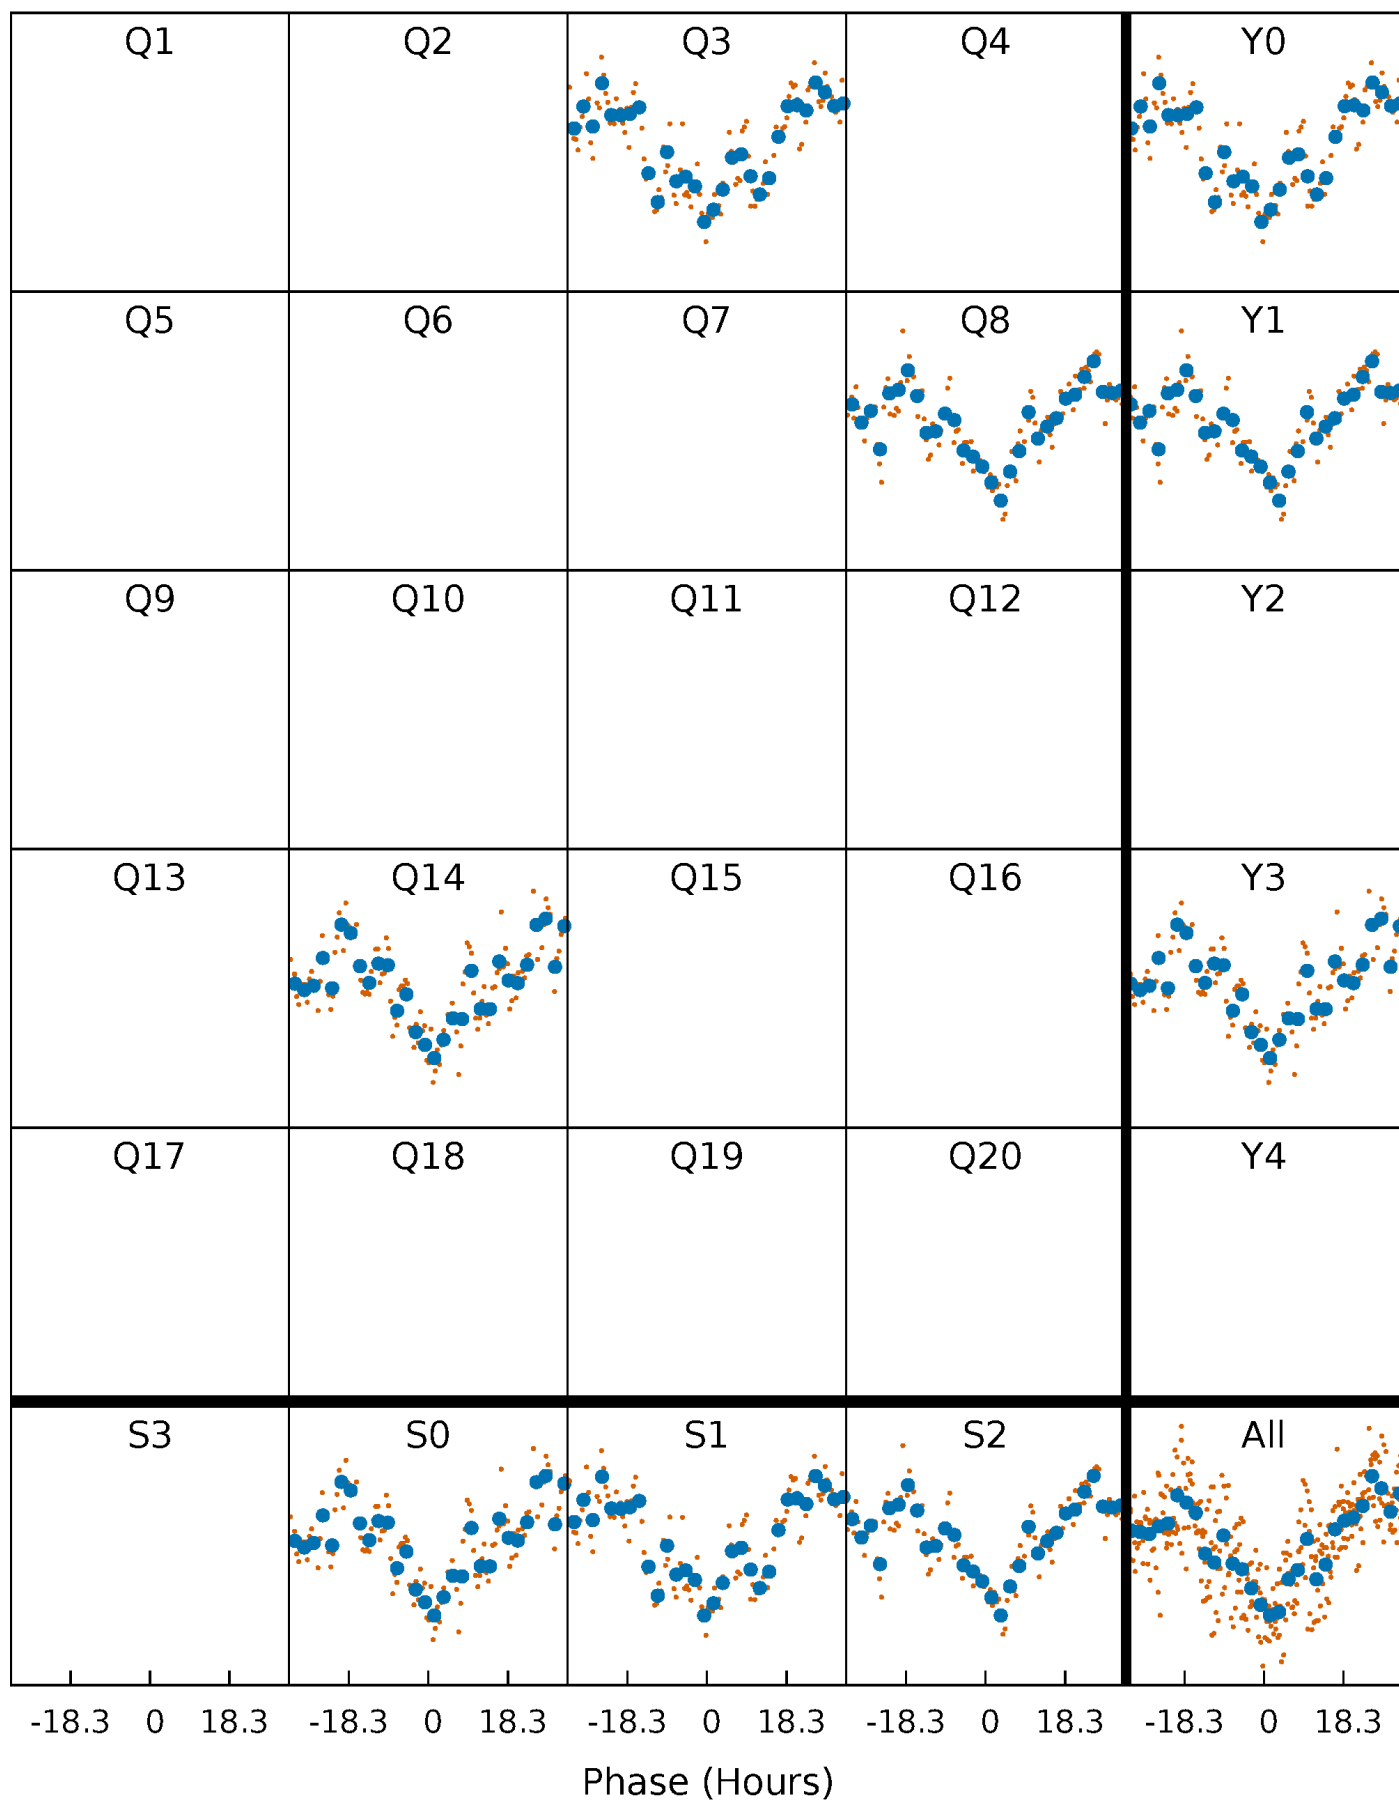 Q1 Q2 Q3 Q4 Y0
Q5 Q6 Q7 Q8 Y1
Q9 Q10 Q11 Q12 Y2
Q13 Q14 Q15 Q16 Y3
Q17 Q18 Q19 Q20 Y4
S3 S0 S1 S2 All
-18.3 0 18.3 -18.3 0 18.3 -18.3 0 18.3 -18.3 0 18.3 -18.3 0 18.3
Phase (Hours)